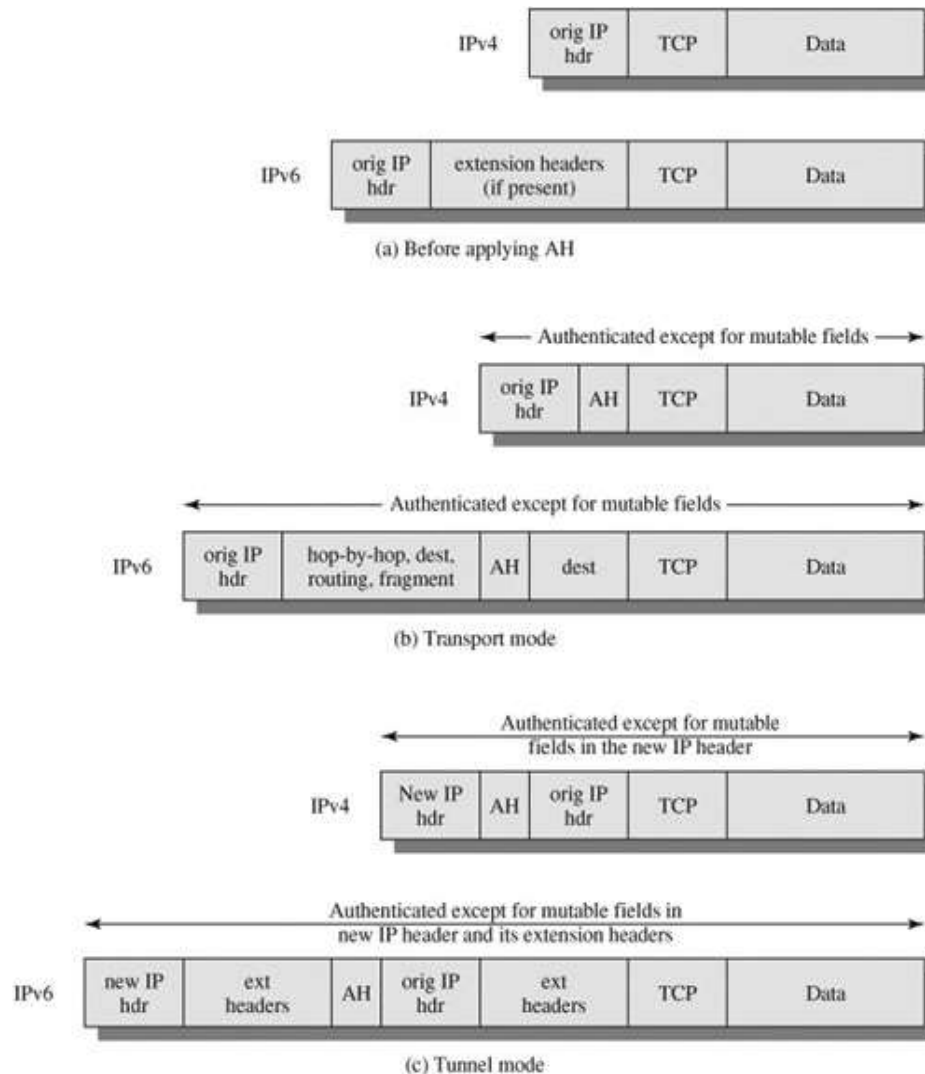 IPv4
orig IP
hdr
TCP
Data
IPv6
orig IP
hdr
extension headers
(if present)
TCP
Data
(a) Before applying AH
Authenticated except for mutable fields
IPv4
orig IP
hdr
AH
TCP
Data
Authenticated except for mutable fields
IPv6
orig IP
hdr
hop-by-hop, dest,
routing, fragment
AH
dest
TCP
Data
(b) Transport mode
Authenticated except for mutable
fields in the new IP header
IPv4
New IP
hdr
AH
orig IP
hdr
TCP
Data
Authenticated except for mutable fields in
new IP header and its extension headers
IPv6
new IP
hdr
ext
headers
AH
orig IP
hdr
ext
headers
TCP
Data
(c) Tunnel mode